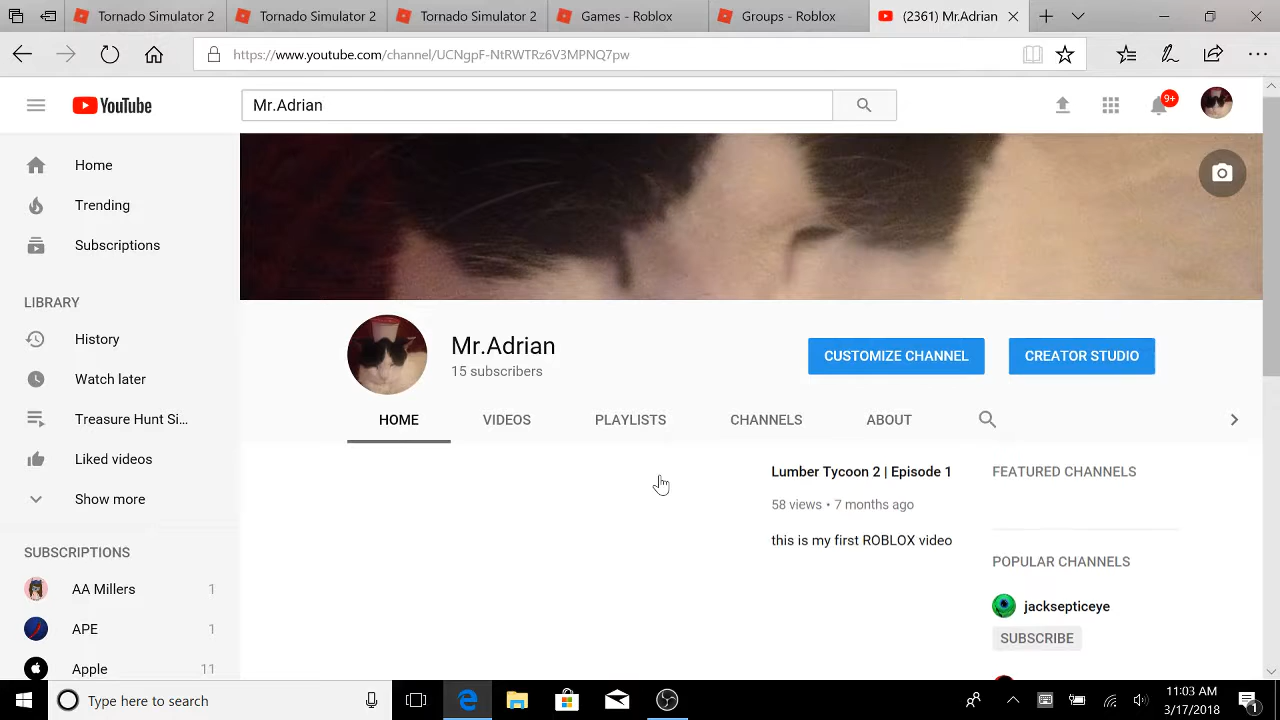 Tornado Simulator 2
Tornado Simulator 2
Tornado Simulator 2
Games - Roblox
Groups - Roblox
(2361) Mr.Adrian
https://www.youtube.com/channel/UCNgpF-NtRWTRz6V3MPNQ7pw
YouTube
Mr.Adrian
9+
Home
Trending
Subscriptions
LIBRARY
History
Watch later
Treasure Hunt Si...
Liked videos
Show more
SUBSCRIPTIONS
AA Millers 1
APE 1
Apple 11
Mr.Adrian
15 subscribers
CUSTOMIZE CHANNEL
CREATOR STUDIO
HOME
VIDEOS
PLAYLISTS
CHANNELS
ABOUT
Lumber Tycoon 2 | Episode 1
58 views • 7 months ago
this is my first ROBLOX video
FEATURED CHANNELS
POPULAR CHANNELS
jacksepticeye
SUBSCRIBE
Type here to search
11:03 AM
3/17/2018
1